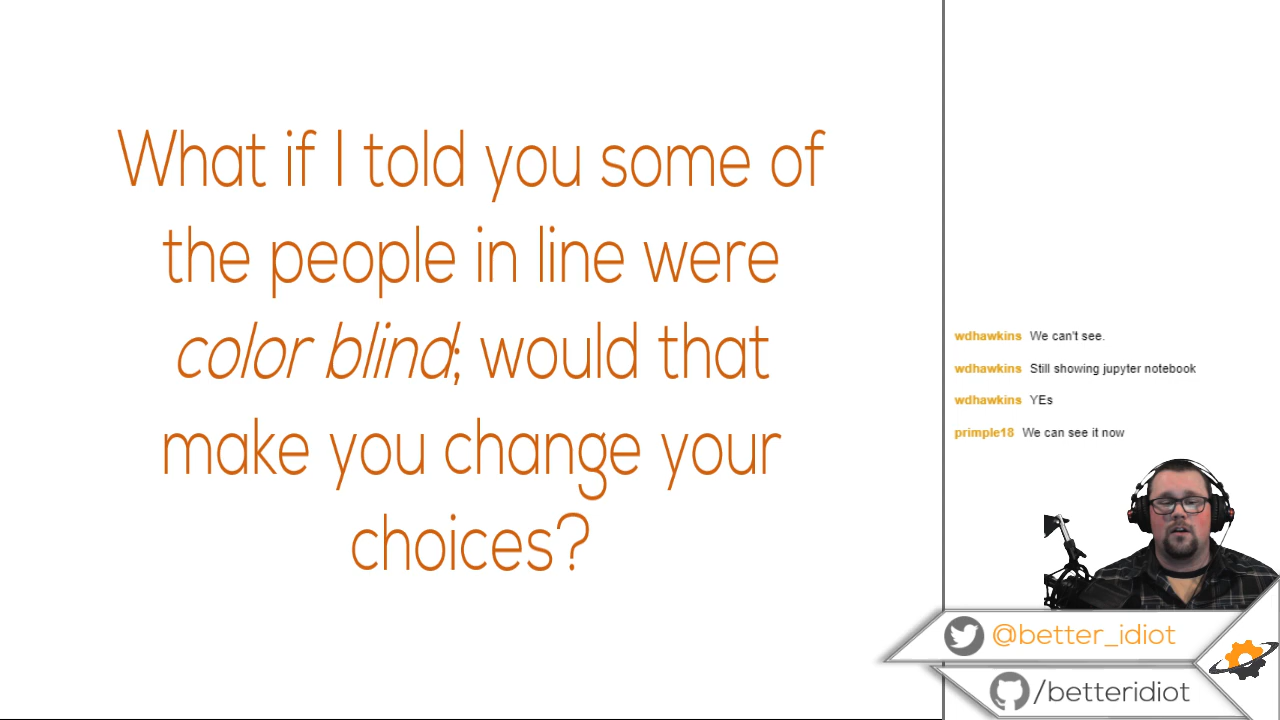 What if I told you some of
the people in line were
color blind; would that
make you change your
choices?
wdhawkins We can't see.
wdhawkins Still showing jupyter notebook
wdhawkins YEs
primple18 We can see it now
@better_idiot
/betteridiot